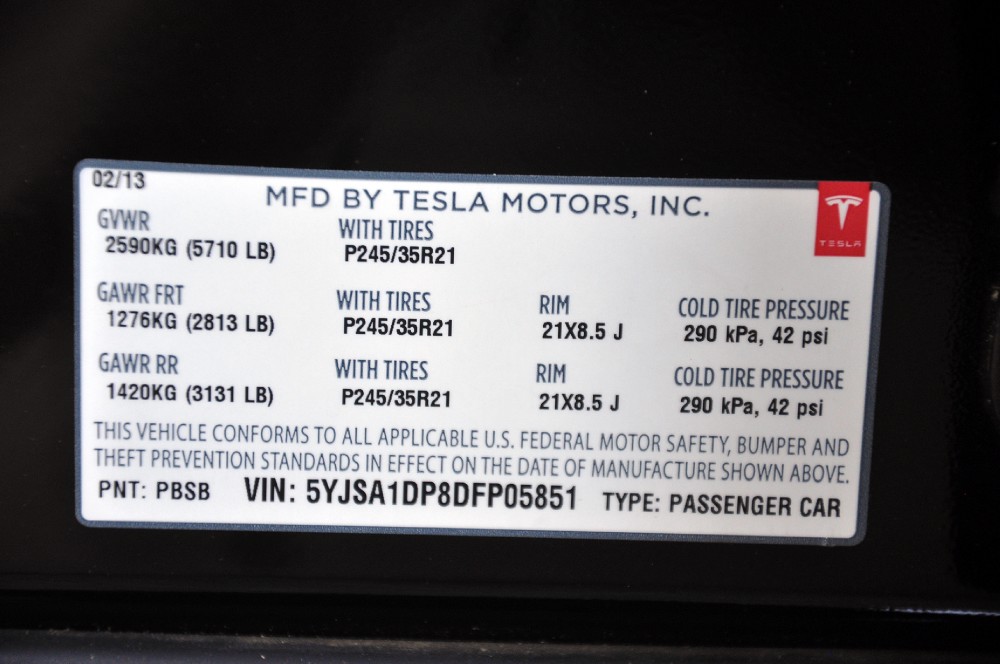 02/13
MFD BY TESLA MOTORS, INC.
TESLA
GVWR WITH TIRES
2590KG (5710 LB) P245/35R21
GAWR FRT WITH TIRES RIM COLD TIRE PRESSURE
1276KG (2813 LB) P245/35R21 21X8.5 J 290 kPa, 42 psi
GAWR RR WITH TIRES RIM COLD TIRE PRESSURE
1420KG (3131 LB) P245/35R21 21X8.5 J 290 kPa, 42 psi
THIS VEHICLE CONFORMS TO ALL APPLICABLE U.S. FEDERAL MOTOR SAFETY, BUMPER AND
THEFT PREVENTION STANDARDS IN EFFECT ON THE DATE OF MANUFACTURE SHOWN ABOVE.
PNT: PBSB VIN: 5YJSA1DP8DFP05851 TYPE: PASSENGER CAR